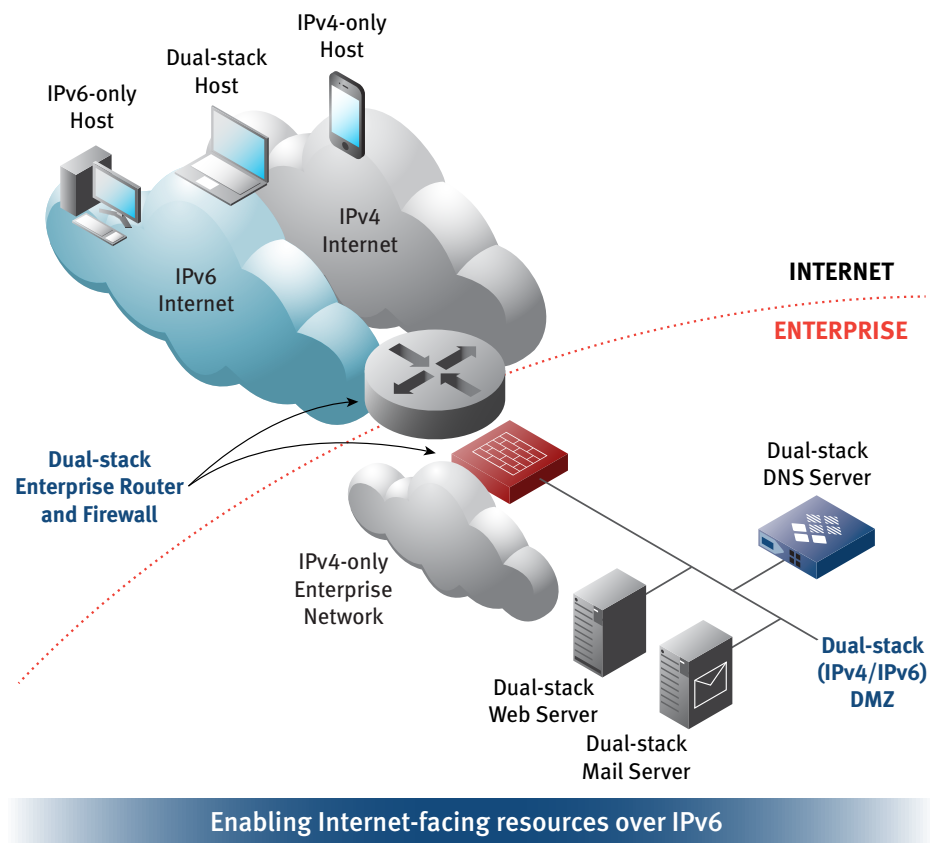 IPv4-only
Host
Dual-stack
Host
IPv6-only
Host
IPv4
Internet
IPv6
Internet
INTERNET
ENTERPRISE
Dual-stack
Enterprise Router
and Firewall
Dual-stack
DNS Server
IPv4-only
Enterprise
Network
Dual-stack
(IPv4/IPv6)
DMZ
Dual-stack
Web Server
Dual-stack
Mail Server
Enabling Internet-facing resources over IPv6